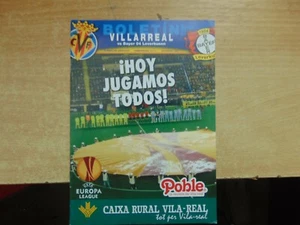 BOLETIN
VILLARREAL
vs Bayer 04 Leverkusen
¡HOY
JUGAMOS
TODOS!
UEFA
EUROPA
LEAGUE
Poble
CAIXA RURAL VILA-REAL
tot per Vila-real